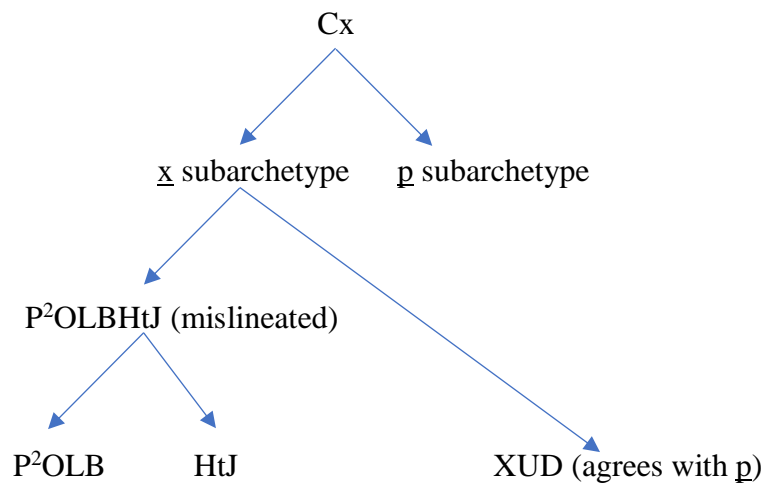 Cx
x subarchetype p subarchetype
P²OLBHtJ (mislineated)
P²OLB HtJ XUD (agrees with p)